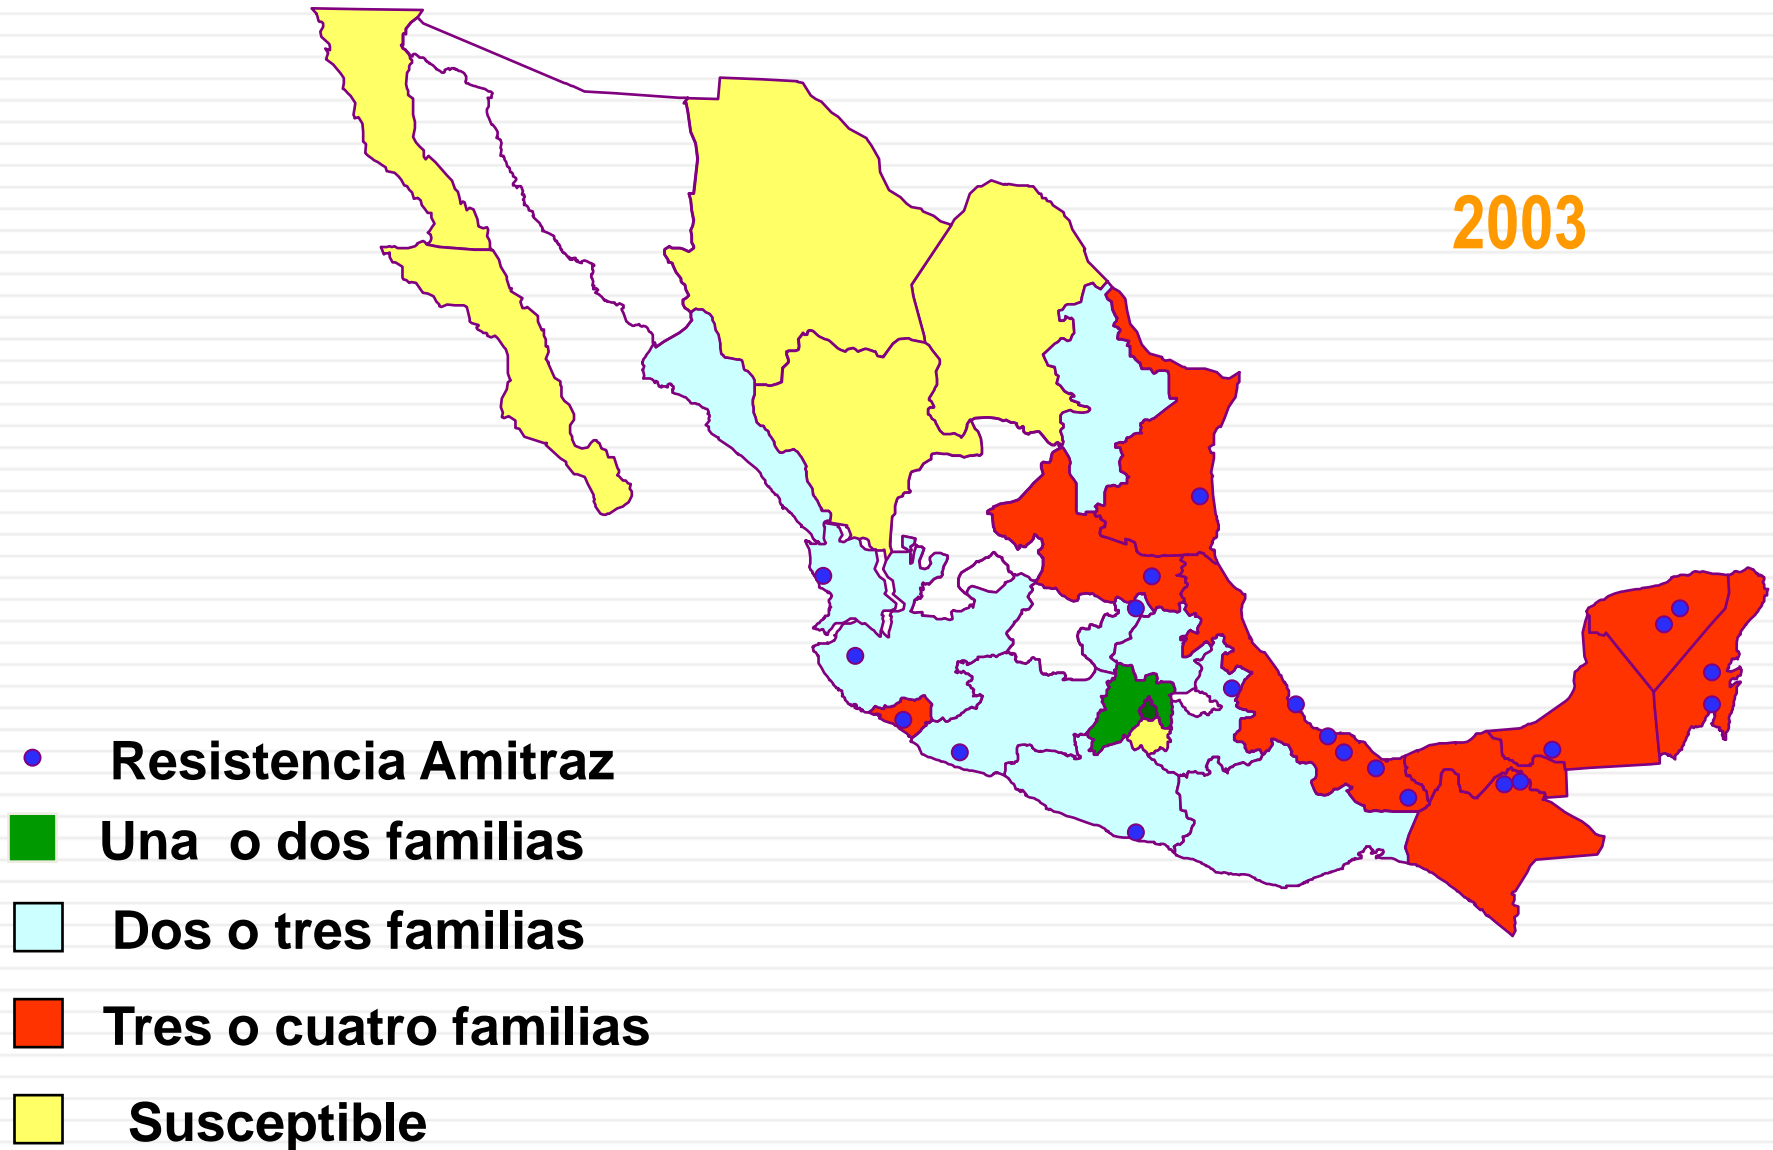 2003
Resistencia Amitraz
Una o dos familias
Dos o tres familias
Tres o cuatro familias
Susceptible